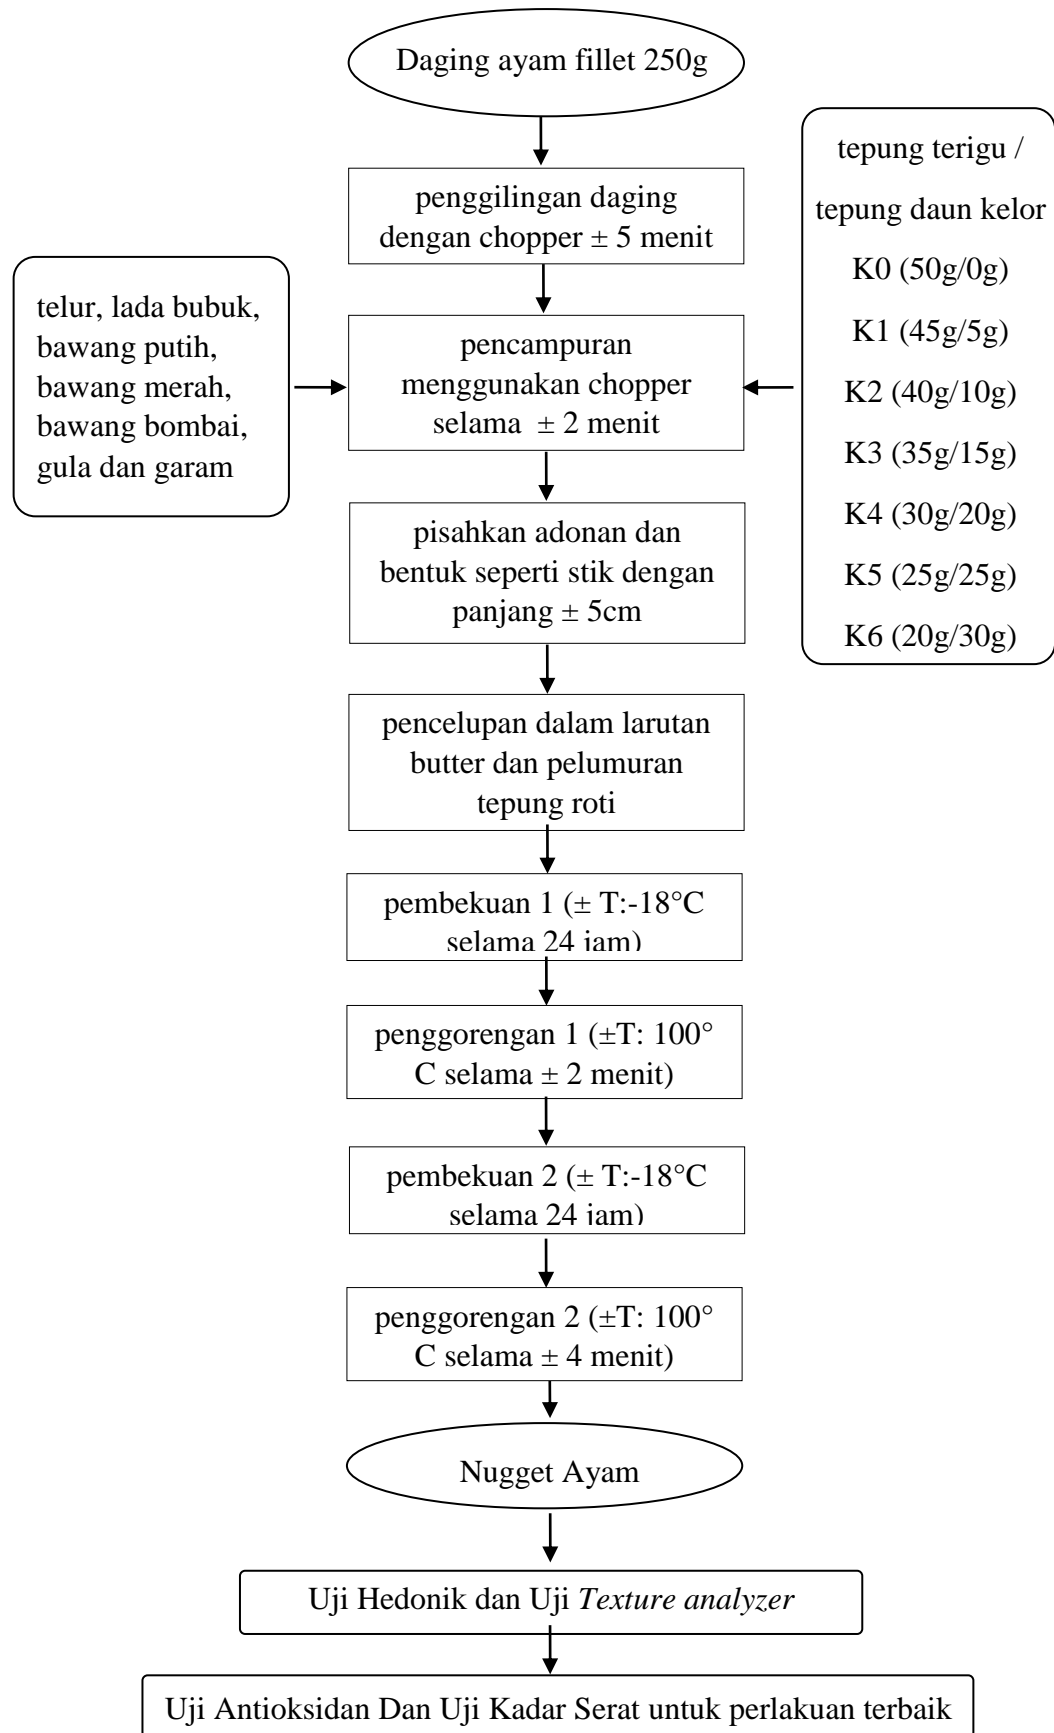 Daging ayam fillet 250g
penggilingan daging
dengan chopper ± 5 menit
telur, lada bubuk,
bawang putih,
bawang merah,
bawang bombai,
gula dan garam
pencampuran
menggunakan chopper
selama ± 2 menit
tepung terigu /
tepung daun kelor
K0 (50g/0g)
K1 (45g/5g)
K2 (40g/10g)
K3 (35g/15g)
K4 (30g/20g)
K5 (25g/25g)
K6 (20g/30g)
pisahkan adonan dan
bentuk seperti stik dengan
panjang ± 5cm
pencelupan dalam larutan
butter dan pelumuran
tepung roti
pembekuan 1 (± T:-18°C
selama 24 jam)
penggorengan 1 (±T: 100°
C selama ± 2 menit)
pembekuan 2 (± T:-18°C
selama 24 jam)
penggorengan 2 (±T: 100°
C selama ± 4 menit)
Nugget Ayam
Uji Hedonik dan Uji Texture analyzer
Uji Antioksidan Dan Uji Kadar Serat untuk perlakuan terbaik